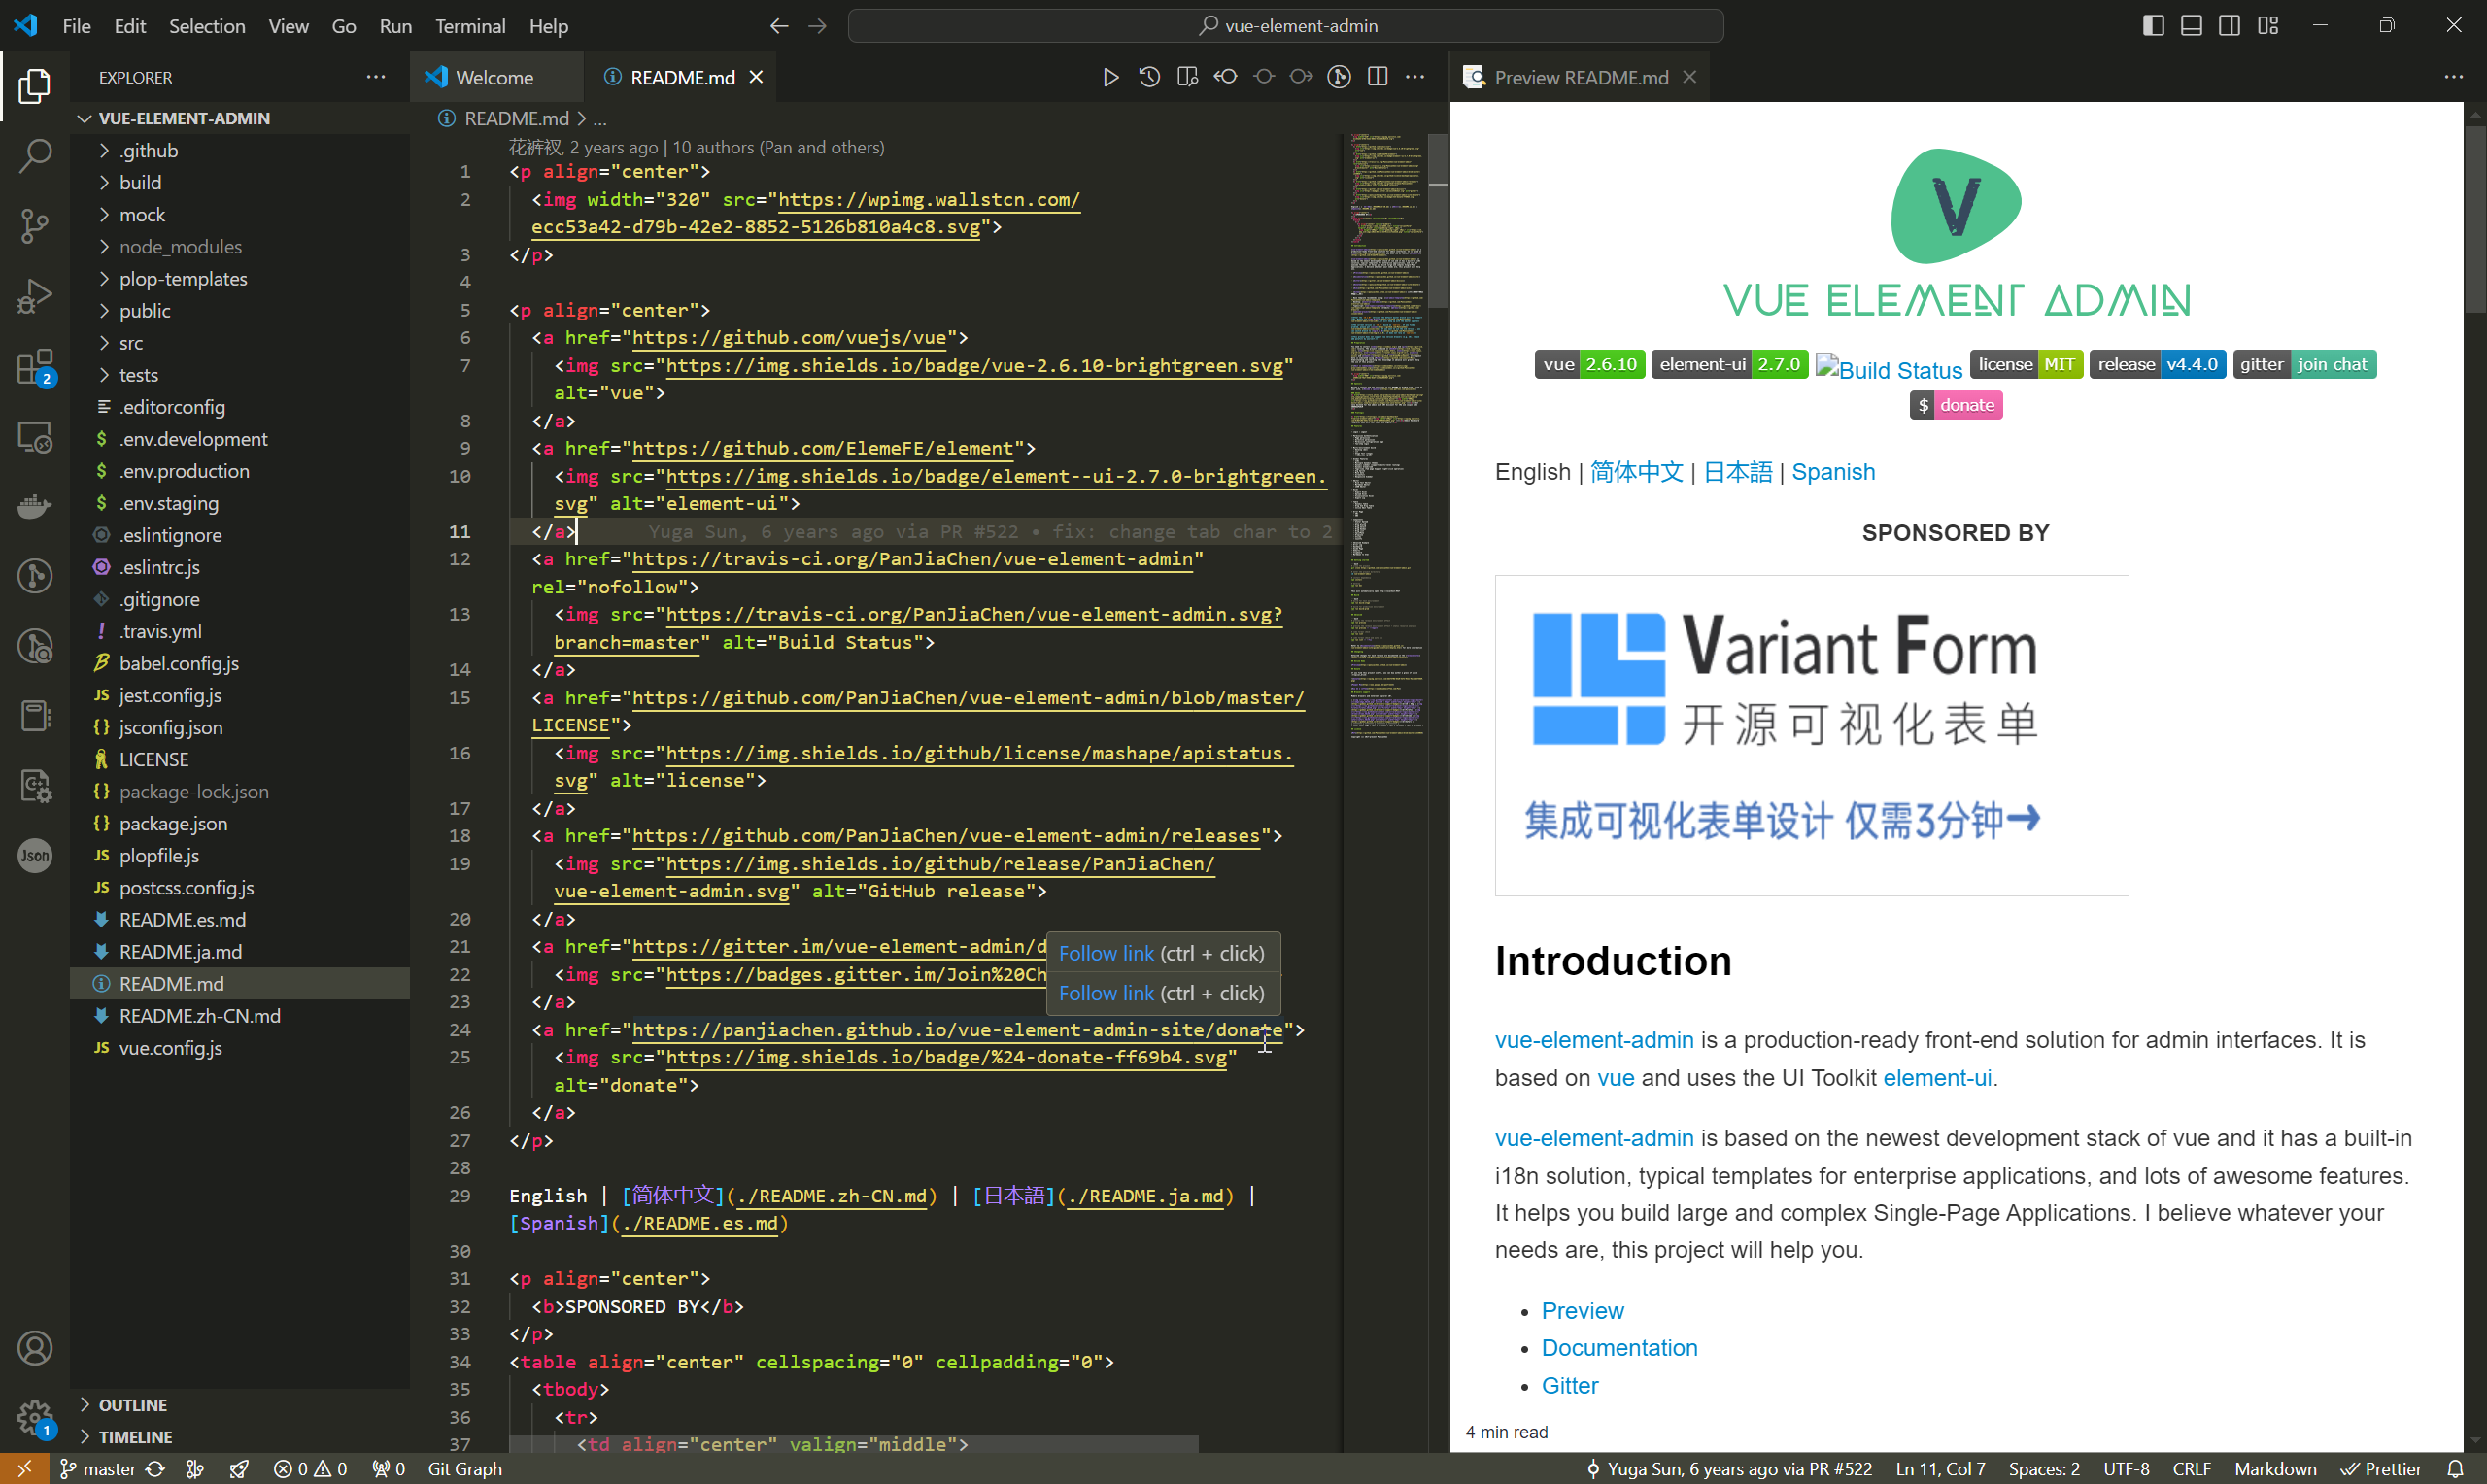 File Edit Selection View Go Run Terminal Help
vue-element-admin
EXPLORER
VUE-ELEMENT-ADMIN
.github
build
mock
node_modules
plop-templates
public
src
tests
.editorconfig
$ .env.development
$ .env.production
$ .env.staging
.eslintignore
.eslintrc.js
.gitignore
! .travis.yml
babel.config.js
JS jest.config.js
{} jsconfig.json
LICENSE
{} package-lock.json
{} package.json
JS plopfile.js
JS postcss.config.js
README.es.md
README.ja.md
README.md
README.zh-CN.md
JS vue.config.js
OUTLINE
TIMELINE
2
Json
1
Welcome
README.md
README.md > ...
花裤衩, 2 years ago | 10 authors (Pan and others)
1 <p align="center">
2 <img width="320" src="https://wpimg.wallstcn.com/
ecc53a42-d79b-42e2-8852-5126b810a4c8.svg">
3 </p>
4
5 <p align="center">
6 <a href="https://github.com/vuejs/vue">
7 <img src="https://img.shields.io/badge/vue-2.6.10-brightgreen.svg"
alt="vue">
8 </a>
9 <a href="https://github.com/ElemeFE/element">
10 <img src="https://img.shields.io/badge/element--ui-2.7.0-brightgreen.
svg" alt="element-ui">
11 </a> Yuga Sun, 6 years ago via PR #522 • fix: change tab char to 2
12 <a href="https://travis-ci.org/PanJiaChen/vue-element-admin"
rel="nofollow">
13 <img src="https://travis-ci.org/PanJiaChen/vue-element-admin.svg?
branch=master" alt="Build Status">
14 </a>
15 <a href="https://github.com/PanJiaChen/vue-element-admin/blob/master/
LICENSE">
16 <img src="https://img.shields.io/github/license/mashape/apistatus.
svg" alt="license">
17 </a>
18 <a href="https://github.com/PanJiaChen/vue-element-admin/releases">
19 <img src="https://img.shields.io/github/release/PanJiaChen/
vue-element-admin.svg" alt="GitHub release">
20 </a>
21 <a href="https://gitter.im/vue-element-admin/d
22 <img src="https://badges.gitter.im/Join%20Ch
23 </a>
Follow link (ctrl + click)
Follow link (ctrl + click)
24 <a href="https://panjiachen.github.io/vue-element-admin-site/donate">
25 <img src="https://img.shields.io/badge/%24-donate-ff69b4.svg"
alt="donate">
26 </a>
27 </p>
28
29 English | [简体中文](./README.zh-CN.md) | [日本語](./README.ja.md) |
[Spanish](./README.es.md)
30
31 <p align="center">
32 <b>SPONSORED BY</b>
33 </p>
34 <table align="center" cellspacing="0" cellpadding="0">
35 <tbody>
36 <tr>
37 <td align="center" valign="middle">
Preview README.md
V
VUE ELEMENT ADMIN
vue 2.6.10 element-ui 2.7.0 Build Status license MIT release v4.4.0 gitter join chat
$ donate
English | 简体中文 | 日本語 | Spanish
SPONSORED BY
Variant Form
开源可视化表单
集成可视化表单设计 仅需3分钟→
Introduction
vue-element-admin is a production-ready front-end solution for admin interfaces. It is
based on vue and uses the UI Toolkit element-ui.
vue-element-admin is based on the newest development stack of vue and it has a built-in
i18n solution, typical templates for enterprise applications, and lots of awesome features.
It helps you build large and complex Single-Page Applications. I believe whatever your
needs are, this project will help you.
• Preview
• Documentation
• Gitter
4 min read
master 0 0 0 Git Graph
Yuga Sun, 6 years ago via PR #522 Ln 11, Col 7 Spaces: 2 UTF-8 CRLF Markdown Prettier